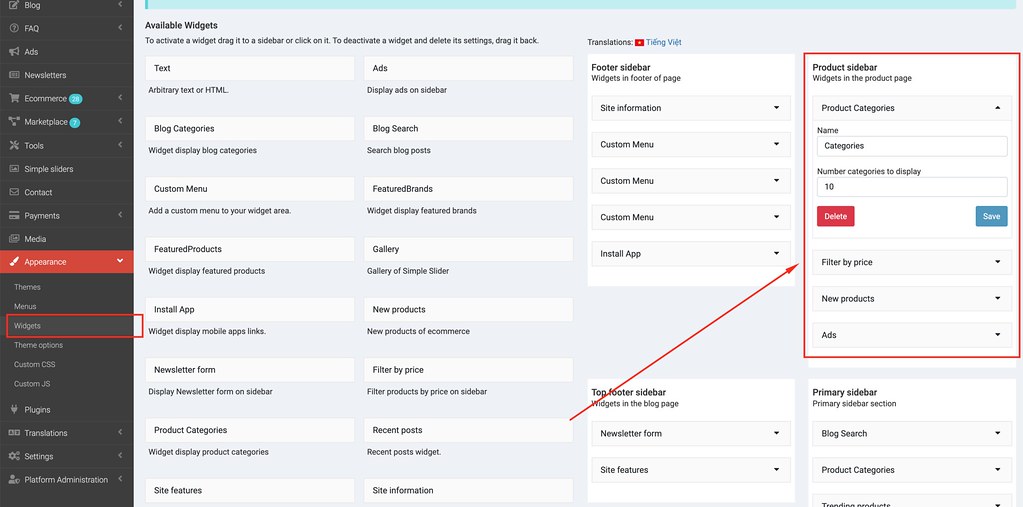 Blog
FAQ
Ads
Newsletters
Ecommerce 26
Marketplace 7
Tools
Simple sliders
Contact
Payments
Media
Appearance
Themes
Menus
Widgets
Theme options
Custom CSS
Custom JS
Plugins
Translations
Settings
Platform Administration
Available Widgets
To activate a widget drag it to a sidebar or click on it. To deactivate a widget and delete its settings, drag it back.
Text
Arbitrary text or HTML.
Ads
Display ads on sidebar
Blog Categories
Widget display blog categories
Blog Search
Search blog posts
Custom Menu
Add a custom menu to your widget area.
FeaturedBrands
Widget display featured brands
FeaturedProducts
Widget display featured products
Gallery
Gallery of Simple Slider
Install App
Widget display mobile apps links.
New products
New products of ecommerce
Newsletter form
Display Newsletter form on sidebar
Filter by price
Filter products by price on sidebar
Product Categories
Widget display product categories
Recent posts
Recent posts widget.
Site features
Site information
Translations: Tiếng Việt
Footer sidebar
Widgets in footer of page
Site information
Custom Menu
Custom Menu
Custom Menu
Install App
Product sidebar
Widgets in the product page
Product Categories
Name
Categories
Number categories to display
10
Delete
Save
Filter by price
New products
Ads
Top footer sidebar
Widgets in the blog page
Newsletter form
Site features
Primary sidebar
Primary sidebar section
Blog Search
Product Categories
Trending products